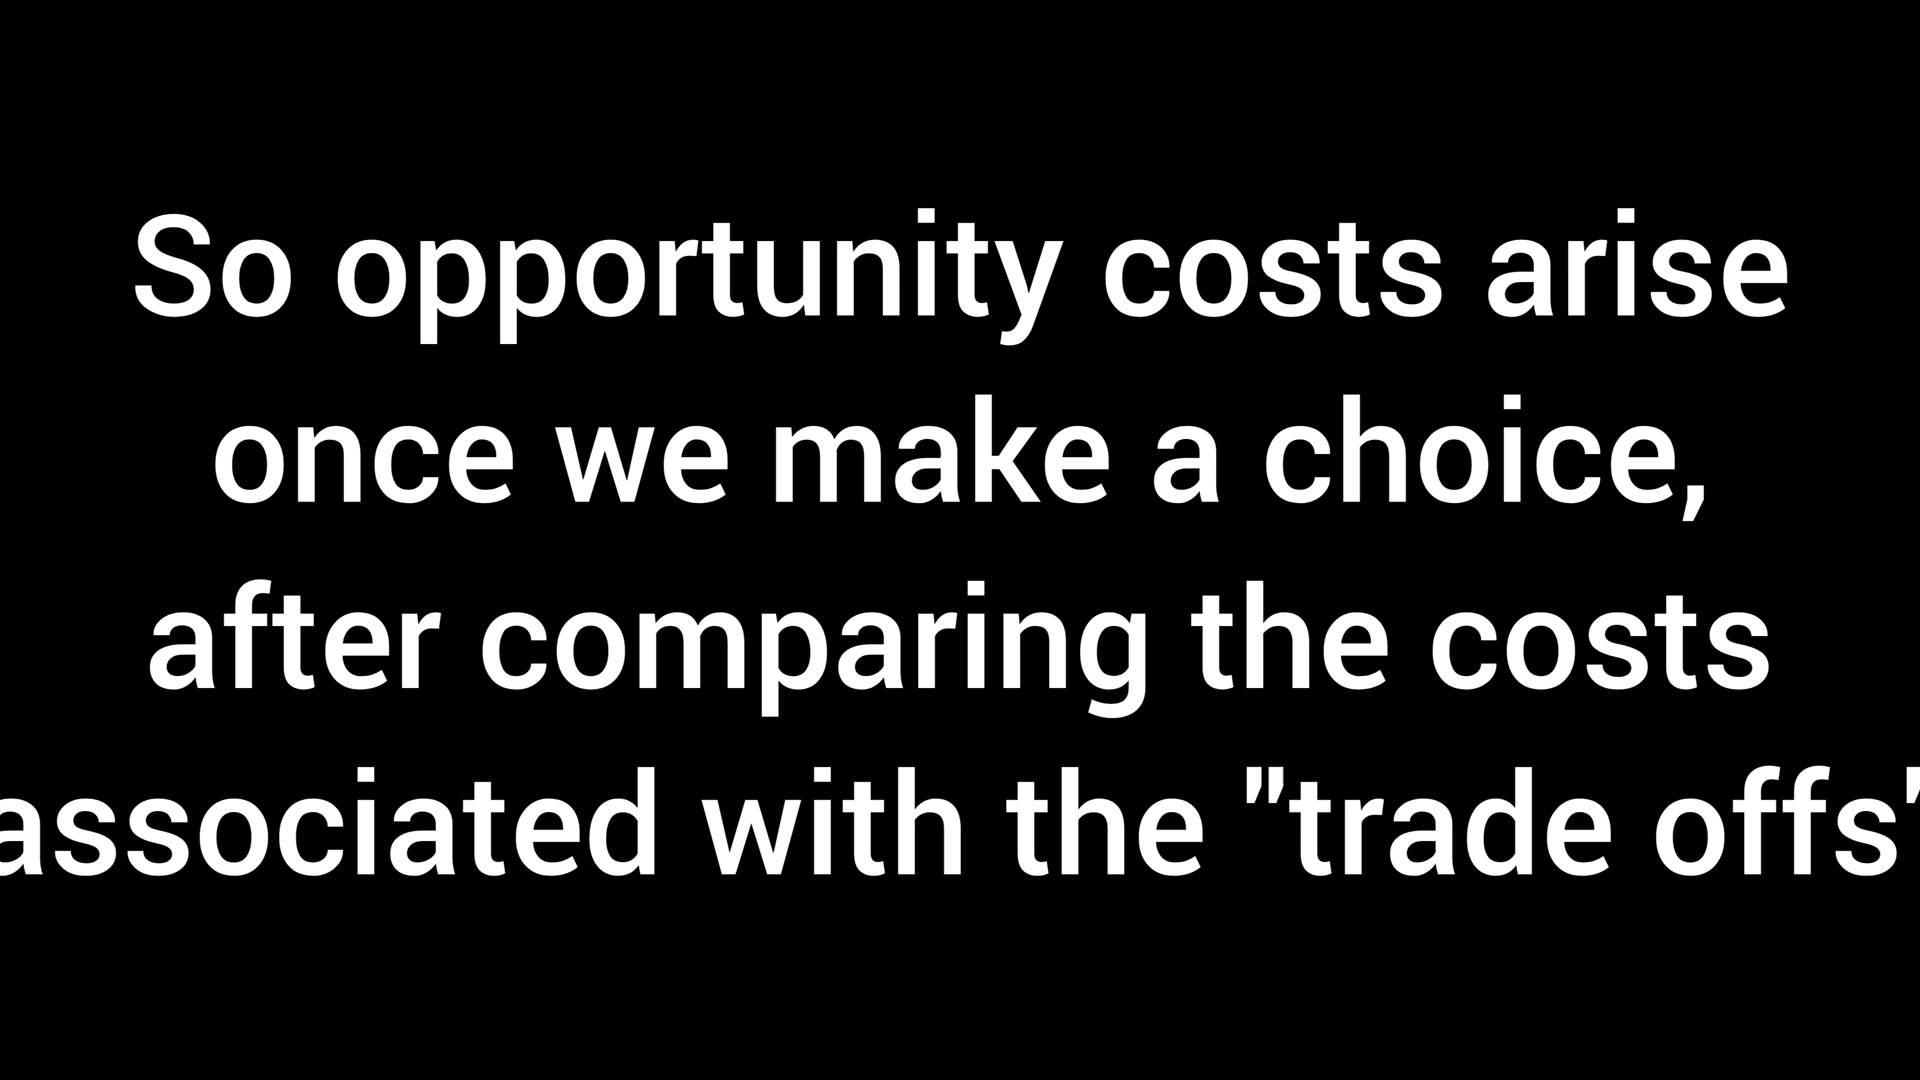 So opportunity costs arise
once we make a choice,
after comparing the costs
associated with the "trade offs"